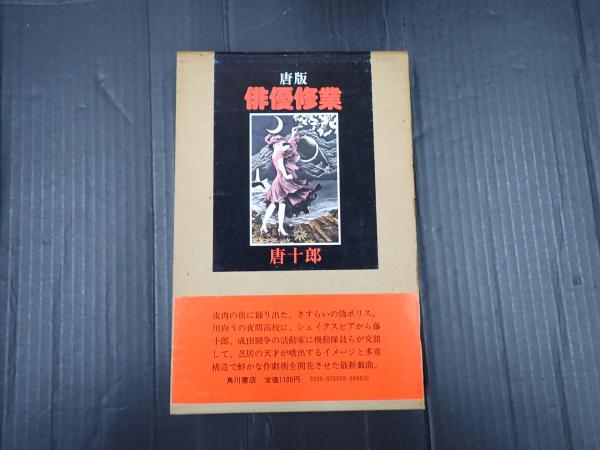 唐版
俳優修業
唐十郎
皮肉の街に踊り出た、さすらいの偽ポリス。
川向うの夜間高校に、シェイクスピアから藤
十郎、成田闘争の活動家に機動隊員らが交錯
して、芝居の天才が噴出するイメージと多重
構造で鮮かな作劇術を開花させた最新戯曲。
角川書店 定価1100円 0093-876008-0946(0)